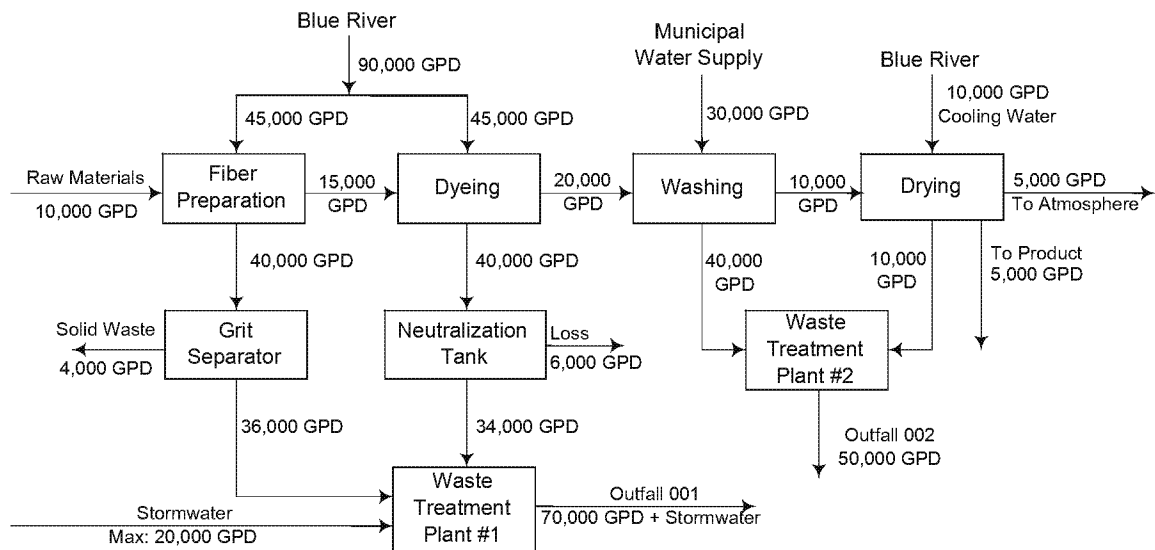 Blue River
90,000 GPD
45,000 GPD
45,000 GPD
Municipal
Water Supply
30,000 GPD
Blue River
10,000 GPD
Cooling Water
Raw Materials
10,000 GPD
Fiber
Preparation
15,000
GPD
Dyeing
20,000
GPD
Washing
10,000
GPD
Drying
5,000 GPD
To Atmosphere
40,000 GPD
40,000 GPD
40,000
GPD
10,000
GPD
To Product
5,000 GPD
Solid Waste
4,000 GPD
Grit
Separator
Neutralization
Tank
Loss
6,000 GPD
Waste
Treatment
Plant #2
36,000 GPD
34,000 GPD
Outfall 002
50,000 GPD
Stormwater
Max: 20,000 GPD
Waste
Treatment
Plant #1
Outfall 001
70,000 GPD + Stormwater